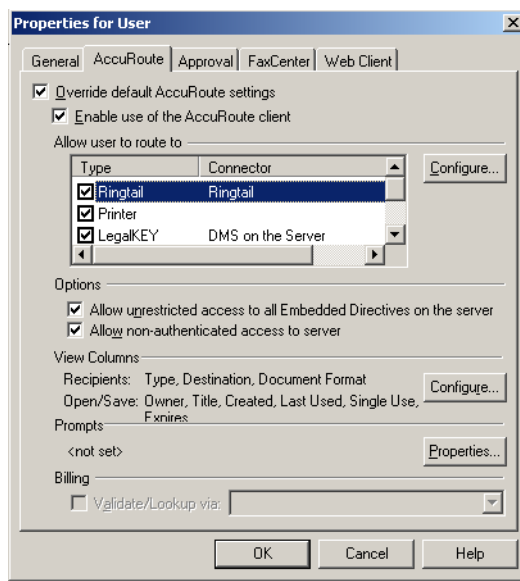 Properties for User
General AccuRoute Approval FaxCenter Web Client
Override default AccuRoute settings
Enable use of the AccuRoute client
Allow user to route to
Type Connector
Configure...
Ringtail Ringtail
Printer
LegalKEY DMS on the Server
Options
Allow unrestricted access to all Embedded Directives on the server
Allow non-authenticated access to server
View Columns
Recipients: Type, Destination, Document Format
Configure...
Open/Save: Owner, Title, Created, Last Used, Single Use,
Expires
Prompts
<not set>
Properties...
Billing
Validate/Lookup via:
OK Cancel Help